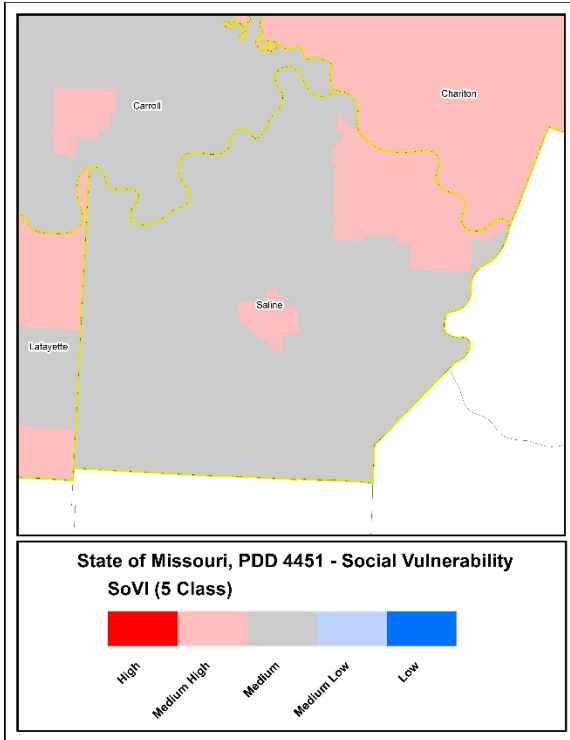 Carroll
Chariton
Saline
Lafayette
State of Missouri, PDD 4451 - Social Vulnerability
SoVI (5 Class)
High
Medium High
Medium
Medium Low
Low